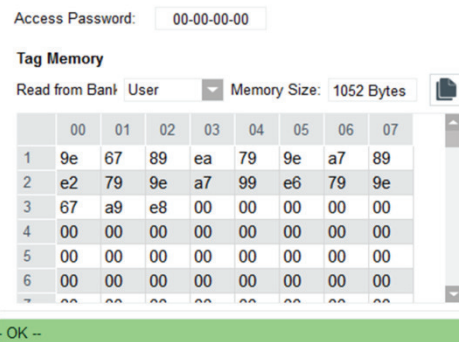 Access Password: 00-00-00-00
Tag Memory
Read from Bank User Memory Size: 1052 Bytes
00 01 02 03 04 05 06 07
1 9e 67 89 ea 79 9e a7 89
2 e2 79 9e a7 99 e6 79 9e
3 67 a9 e8 00 00 00 00 00
4 00 00 00 00 00 00 00 00
5 00 00 00 00 00 00 00 00
6 00 00 00 00 00 00 00 00
- OK --